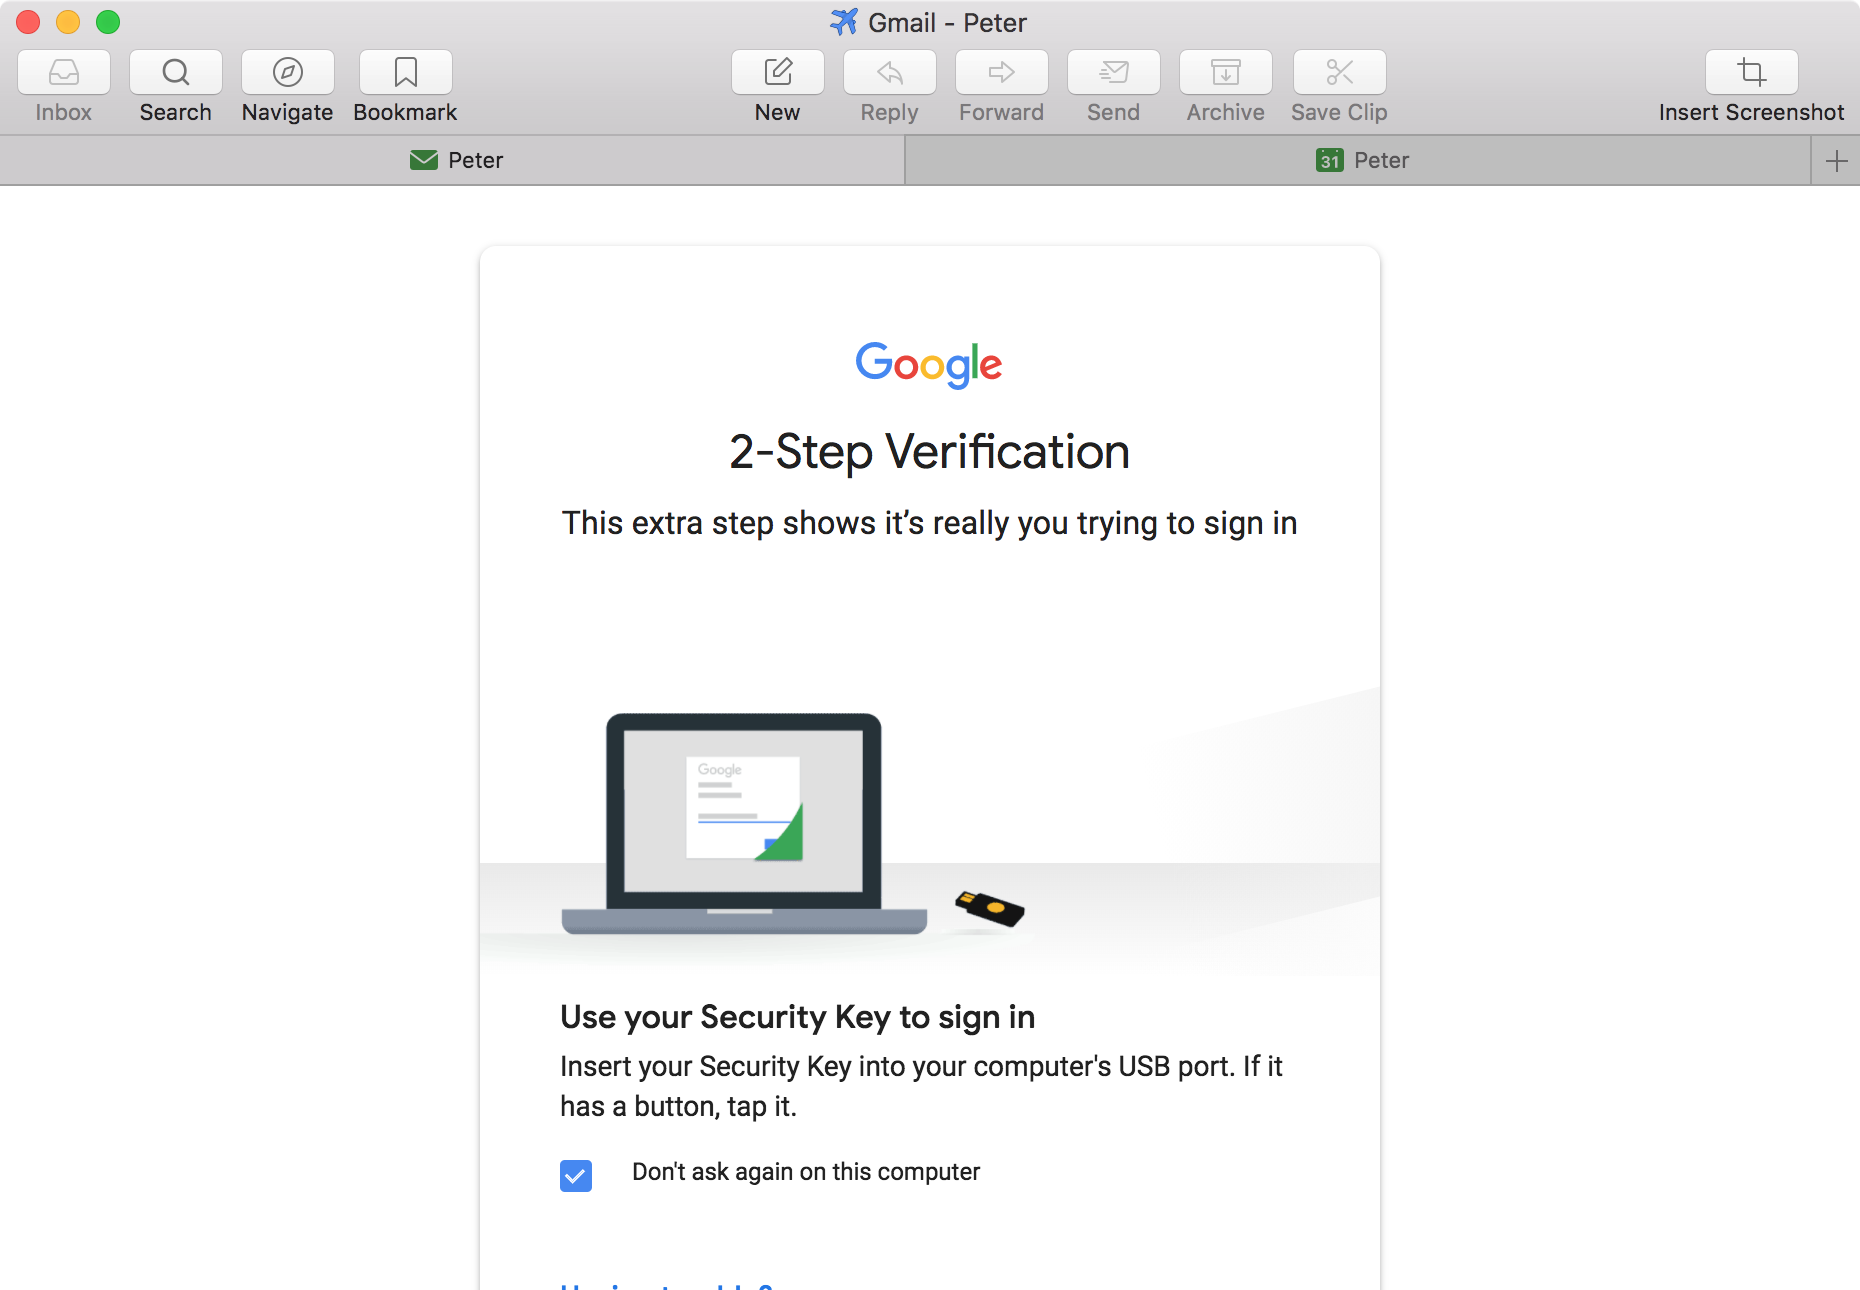 Gmail - Peter
Inbox Search Navigate Bookmark New Reply Forward Send Archive Save Clip Insert Screenshot
Peter 31 Peter
Google
2-Step Verification
This extra step shows it’s really you trying to sign in
Google
Use your Security Key to sign in
Insert your Security Key into your computer's USB port. If it
has a button, tap it.
Don't ask again on this computer